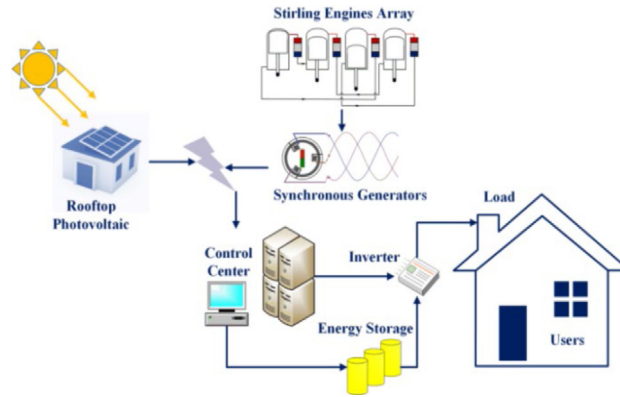 Stirling Engines Array
Synchronous Generators
Rooftop
Photovoltaic
Load
Control
Center
Inverter
Energy Storage
Users